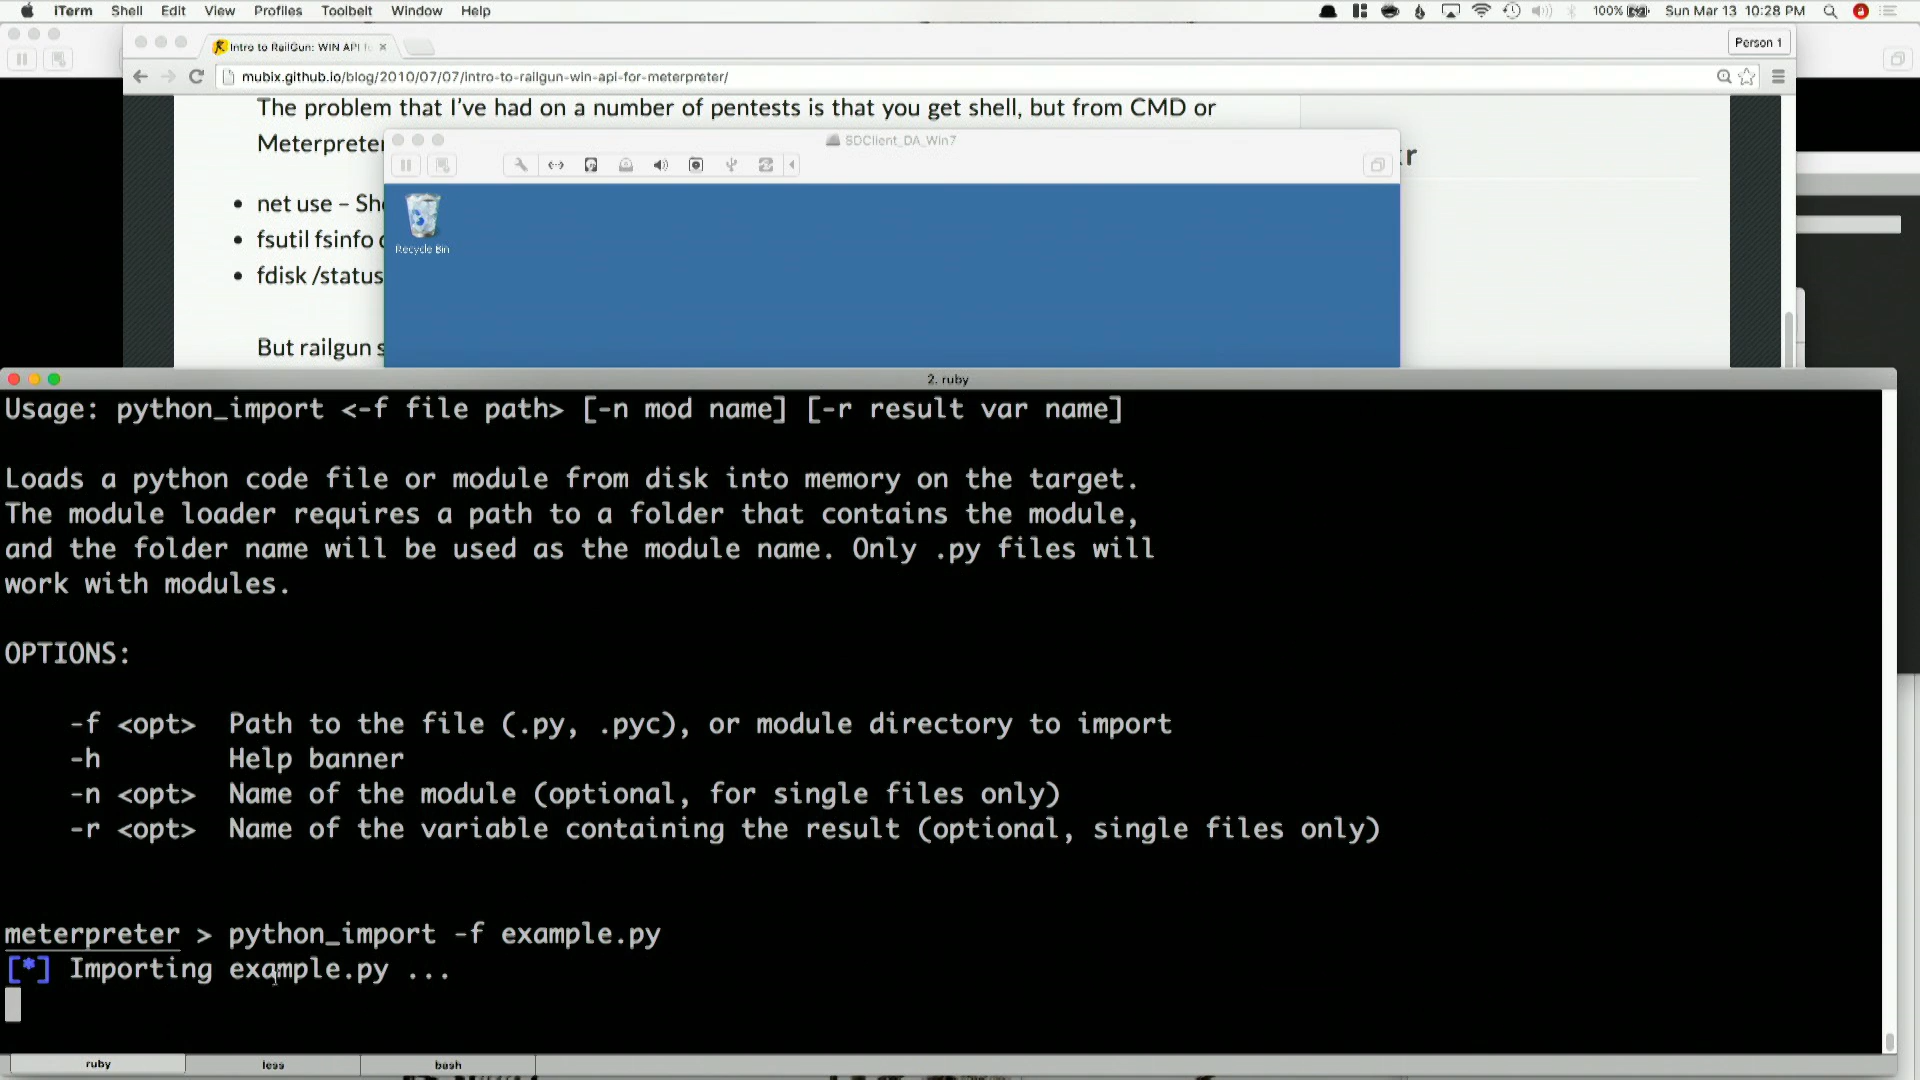 iTerm Shell Edit View Profiles Toolbelt Window Help
100% Sun Mar 13 10:28 PM
Intro to RailGun: WIN API f
Person 1
mubix.github.io/blog/2010/07/07/intro-to-railgun-win-api-for-meterpreter/
The problem that I've had on a number of pentests is that you get shell, but from CMD or
Meterpreter
SDClient_DA_Win7
net use – Sh
fsutil fsinfo
fdisk /status
Recycle Bin
But railgun s
2. ruby
Usage: python_import <-f file path> [-n mod name] [-r result var name]
Loads a python code file or module from disk into memory on the target.
The module loader requires a path to a folder that contains the module,
and the folder name will be used as the module name. Only .py files will
work with modules.
OPTIONS:
-f <opt> Path to the file (.py, .pyc), or module directory to import
-h Help banner
-n <opt> Name of the module (optional, for single files only)
-r <opt> Name of the variable containing the result (optional, single files only)
meterpreter > python_import -f example.py
[*] Importing example.py ...
ruby less bash